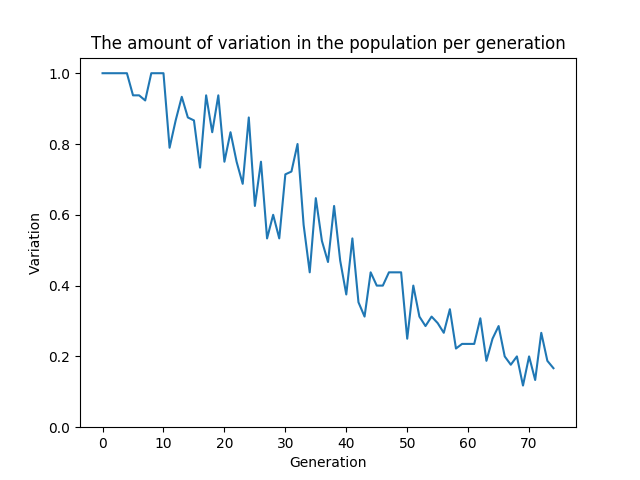 The amount of variation in the population per generation
1.0
0.8
0.6
0.4
0.2
0.0
Variation
0 10 20 30 40 50 60 70
Generation